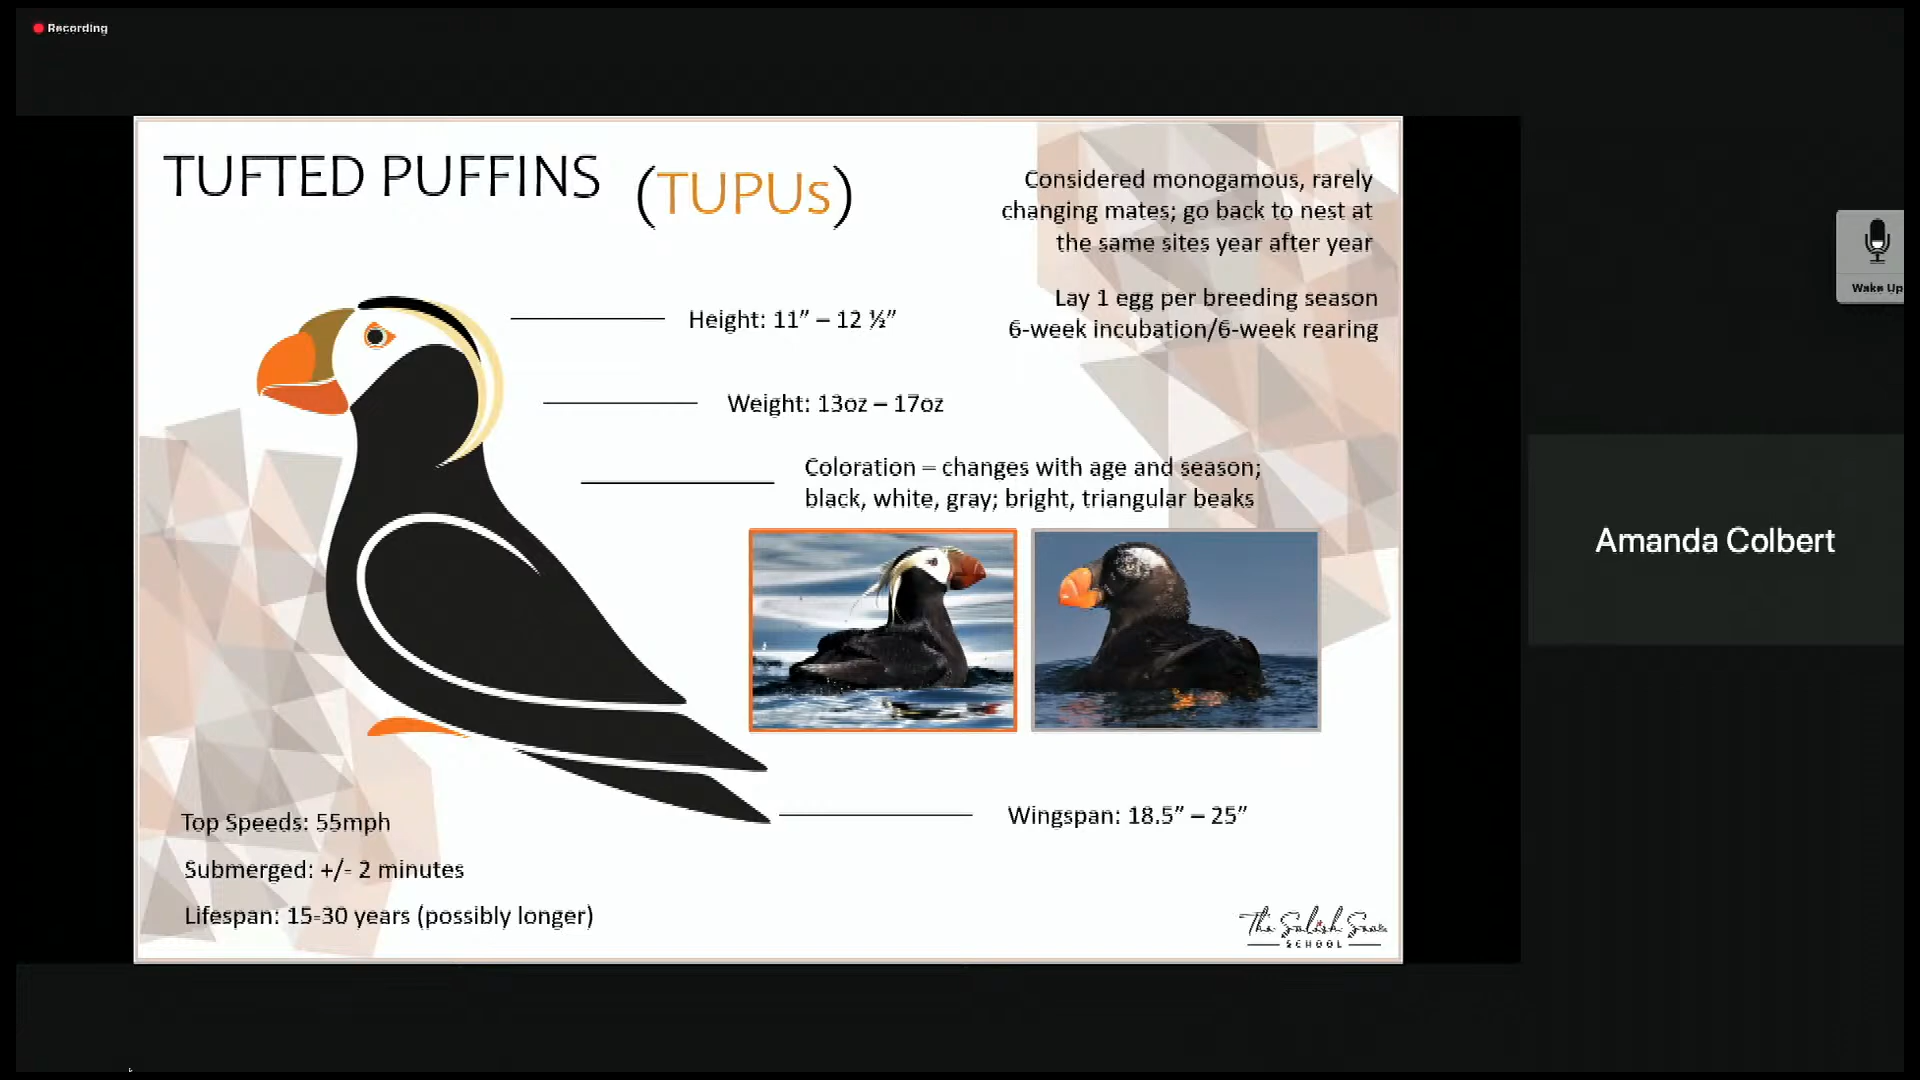 Recording
TUFTED PUFFINS (TUPUs)
Considered monogamous, rarely
changing mates; go back to nest at
the same sites year after year
Lay 1 egg per breeding season
6-week incubation/6-week rearing
Height: 11” – 12 ½”
Weight: 13oz – 17oz
Coloration – changes with age and season;
black, white, gray; bright, triangular beaks
Wingspan: 18.5” – 25”
Top Speeds: 55mph
Submerged: +/- 2 minutes
Lifespan: 15-30 years (possibly longer)
The Salish Seas
SCHOOL
Wake Up
Amanda Colbert